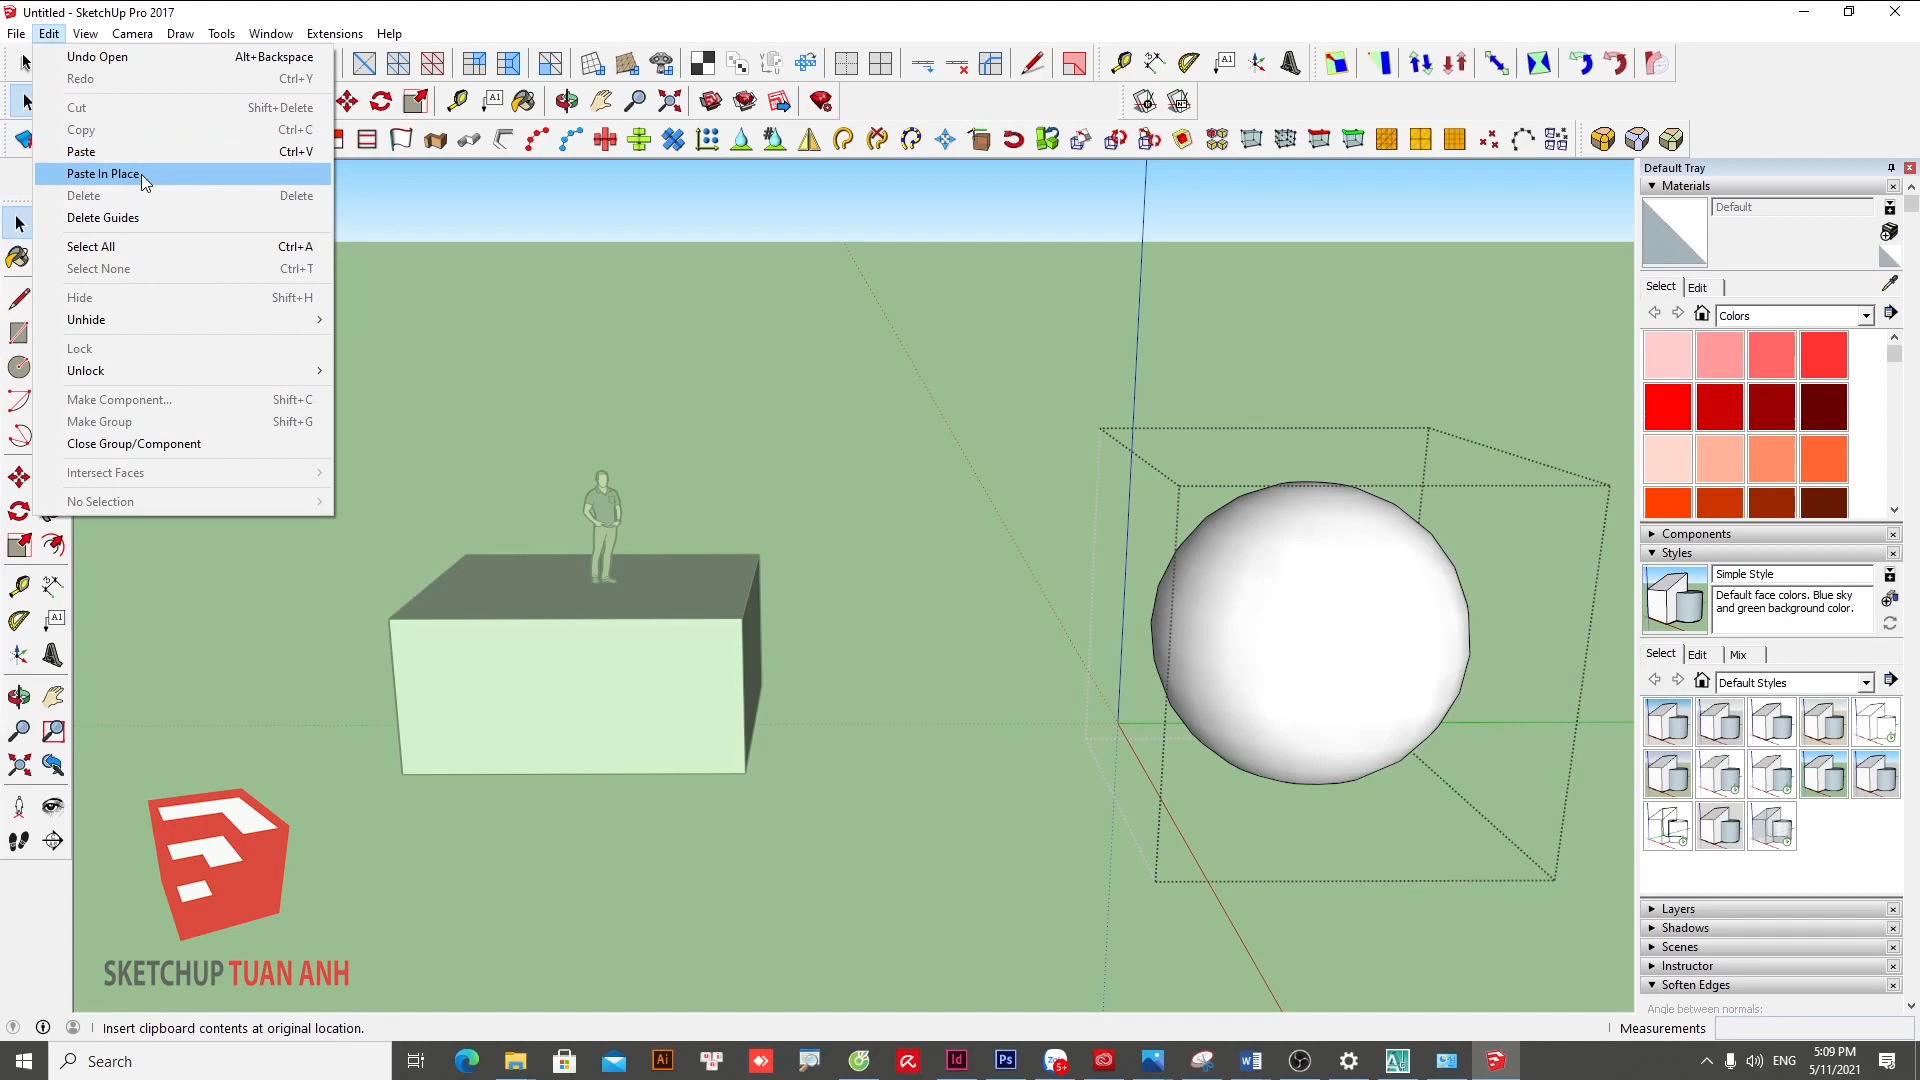 Untitled - SketchUp Pro 2017
File Edit View Camera Draw Tools Window Extensions Help
Undo Open Alt+Backspace
Redo Ctrl+Y
Cut Shift+Delete
Copy Ctrl+C
Paste Ctrl+V
Paste In Place
Delete Delete
Delete Guides
Select All Ctrl+A
Select None Ctrl+T
Hide Shift+H
Unhide
Lock
Unlock
Make Component... Shift+C
Make Group Shift+G
Close Group/Component
Intersect Faces
No Selection
Default Tray
Materials
Default
Select Edit
Colors
Components
Styles
Simple Style
Default face colors. Blue sky
and green background color.
Select Edit Mix
Default Styles
Layers
Shadows
Scenes
Instructor
Soften Edges
Angle between normals:
SKETCHUP TUAN ANH
Insert clipboard contents at original location.
Measurements
Search
ENG
5:09 PM
5/11/2021